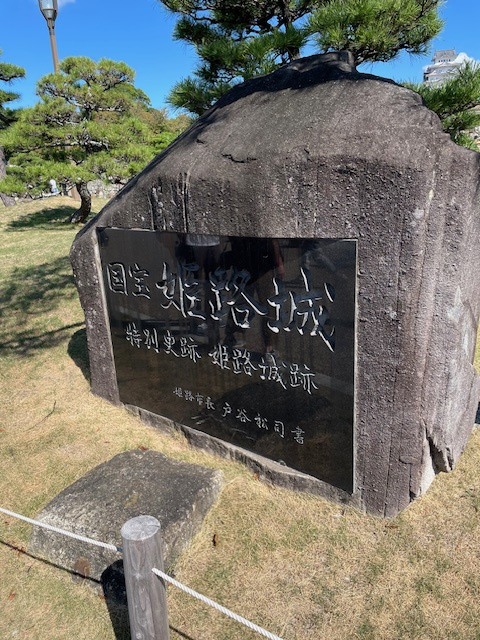 国宝 姫路城
特別史跡 姫路城跡
姫路市長 戸谷松司 書